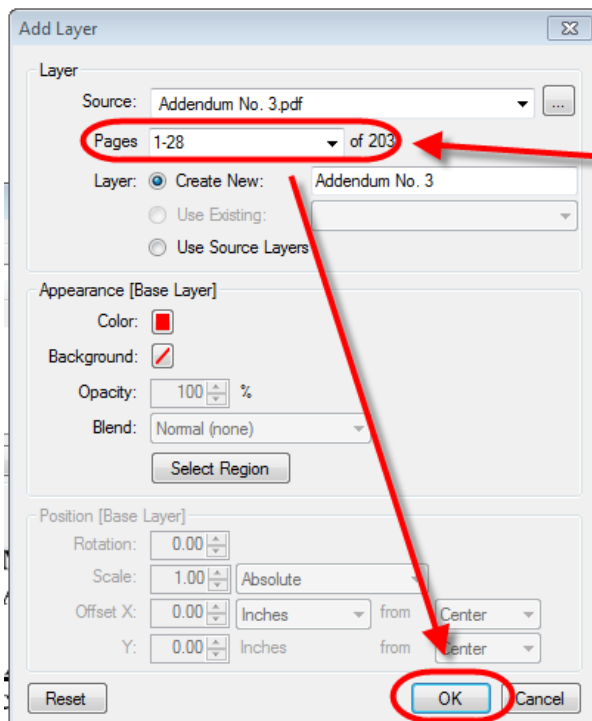 Add Layer
Layer
Source: Addendum No. 3.pdf ...
Pages 1-28 of 203
Layer: Create New: Addendum No. 3
Use Existing:
Use Source Layers
Appearance [Base Layer]
Color:
Background:
Opacity: 100 %
Blend: Normal (none)
Select Region
Position [Base Layer]
Rotation: 0.00
Scale: 1.00 Absolute
Offset X: 0.00 Inches from Center
Y: 0.00 Inches from Center
Reset OK Cancel